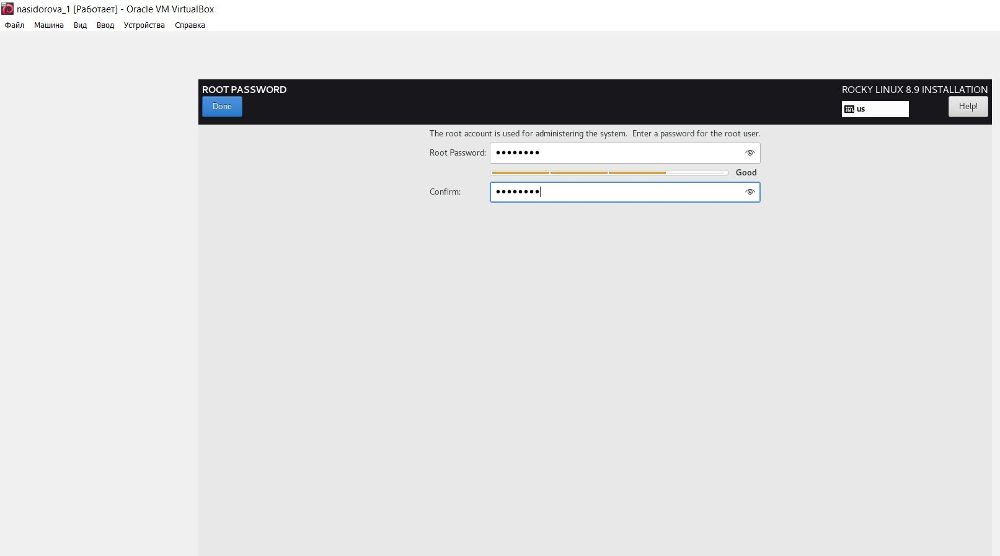 nasidorova_1 [Работает] - Oracle VM VirtualBox
Файл Машина Вид Ввод Устройства Справка
ROOT PASSWORD
ROCKY LINUX 8.9 INSTALLATION
Done
us
Help!
The root account is used for administering the system. Enter a password for the root user.
Root Password: ••••••••
Good
Confirm: ••••••••